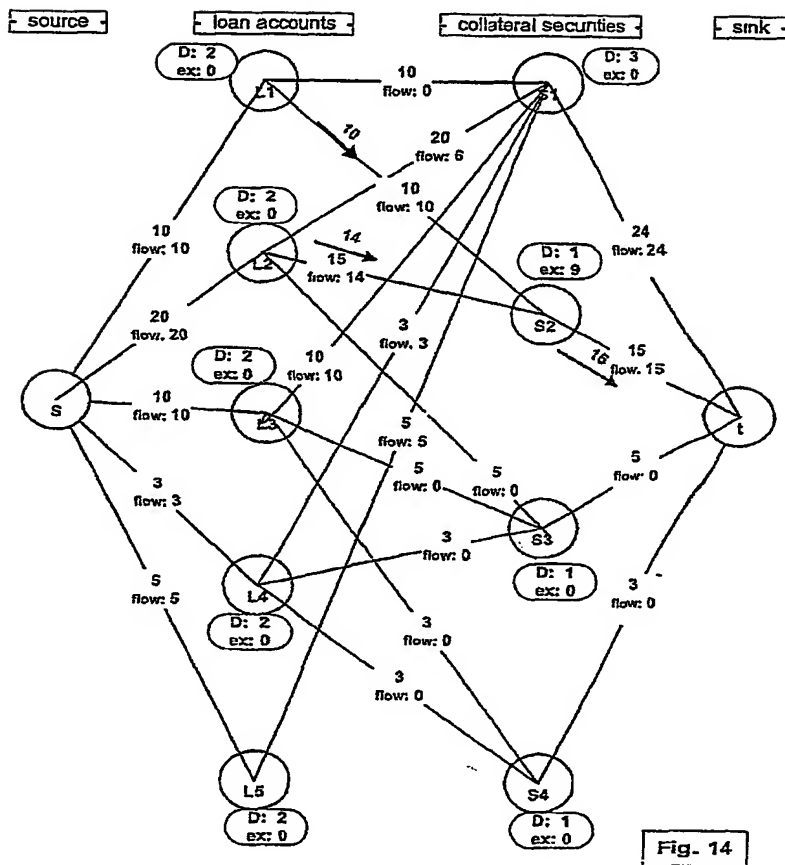 source
loan accounts
collateral securities
sink
D: 2
ex: 0
L1
10
flow: 0
D: 3
ex: 0
S1
10
20
flow: 6
D: 2
ex: 0
L2
10
flow: 10
14
15
flow: 14
D: 1
ex: 9
S2
10
flow: 10
24
flow: 24
20
flow. 20
3
flow. 3
16
15
flow. 15
D: 2
ex: 0
L3
10
flow: 10
S
10
flow: 10
t
5
flow: 5
5
flow: 0
5
flow: 0
5
flow: 0
3
flow: 3
3
flow: 0
S3
D: 1
ex: 0
3
flow: 0
5
flow: 5
L4
D: 2
ex: 0
3
flow: 0
3
flow: 0
L5
D: 2
ex: 0
S4
D: 1
ex: 0
Fig. 14